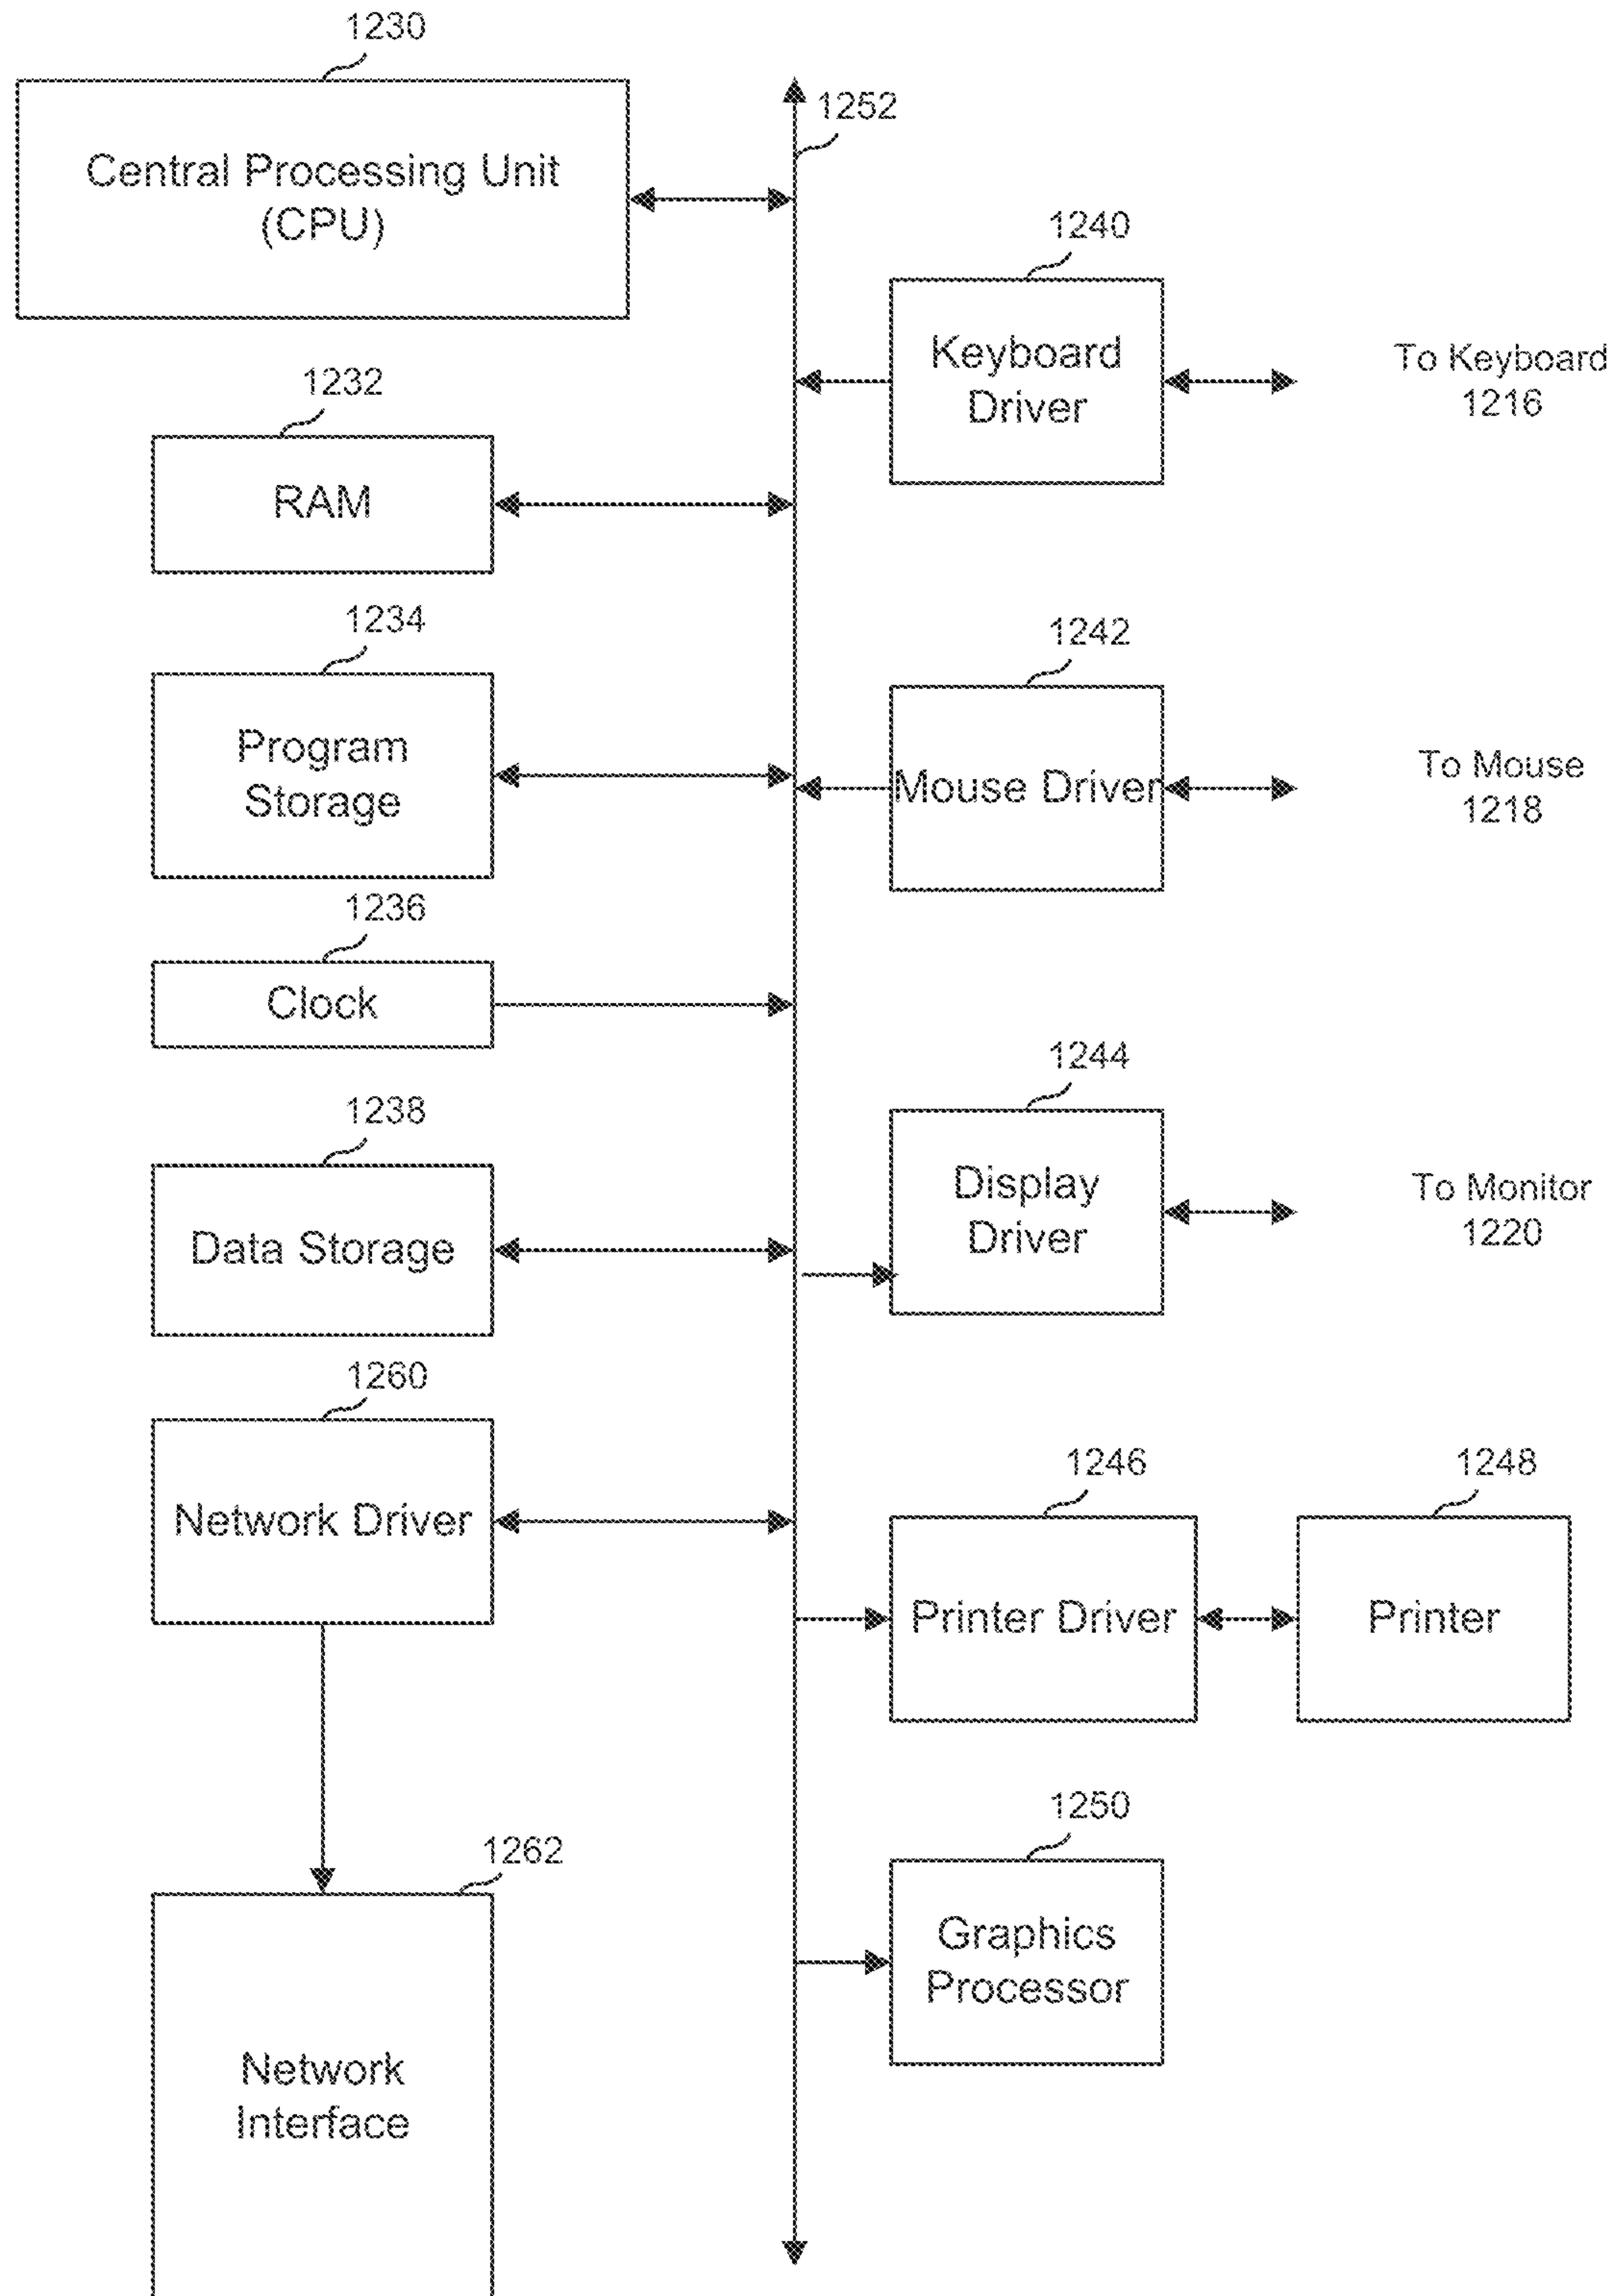 1230
Central Processing Unit
(CPU)
1252
1240
Keyboard
Driver
To Keyboard
1216
1232
RAM
1234
Program
Storage
1242
Mouse Driver
To Mouse
1218
1236
Clock
1244
Display
Driver
To Monitor
1220
1238
Data Storage
1260
Network Driver
1246
Printer Driver
1248
Printer
1250
Graphics
Processor
1262
Network
Interface